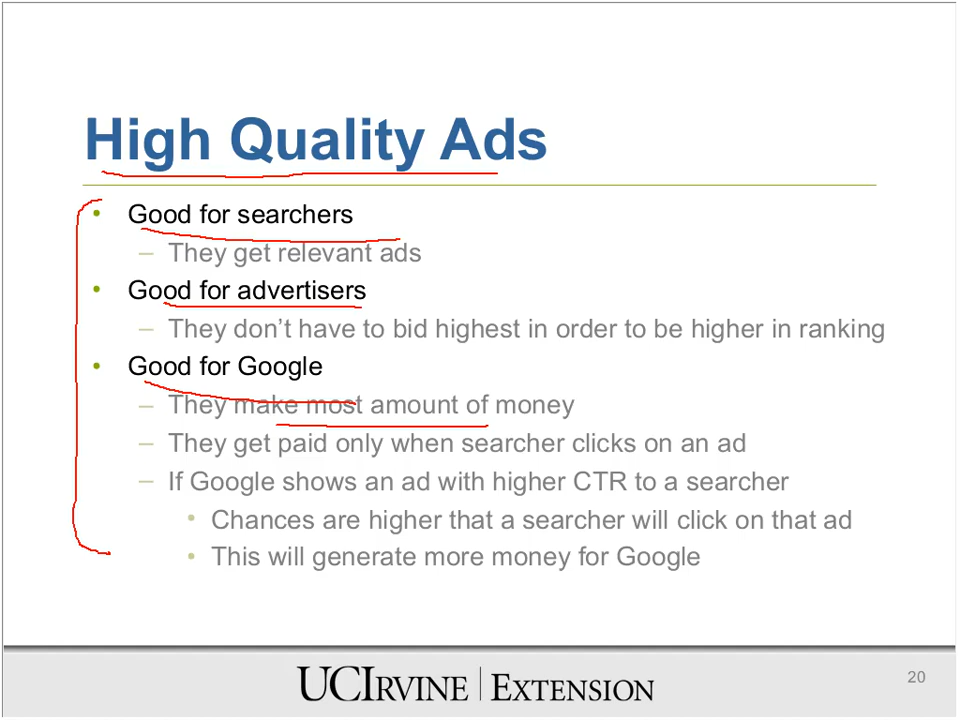 High Quality Ads
• Good for searchers
– They get relevant ads
• Good for advertisers
– They don’t have to bid highest in order to be higher in ranking
• Good for Google
– They make most amount of money
– They get paid only when searcher clicks on an ad
– If Google shows an ad with higher CTR to a searcher
• Chances are higher that a searcher will click on that ad
• This will generate more money for Google
UCIRVINE | EXTENSION
20